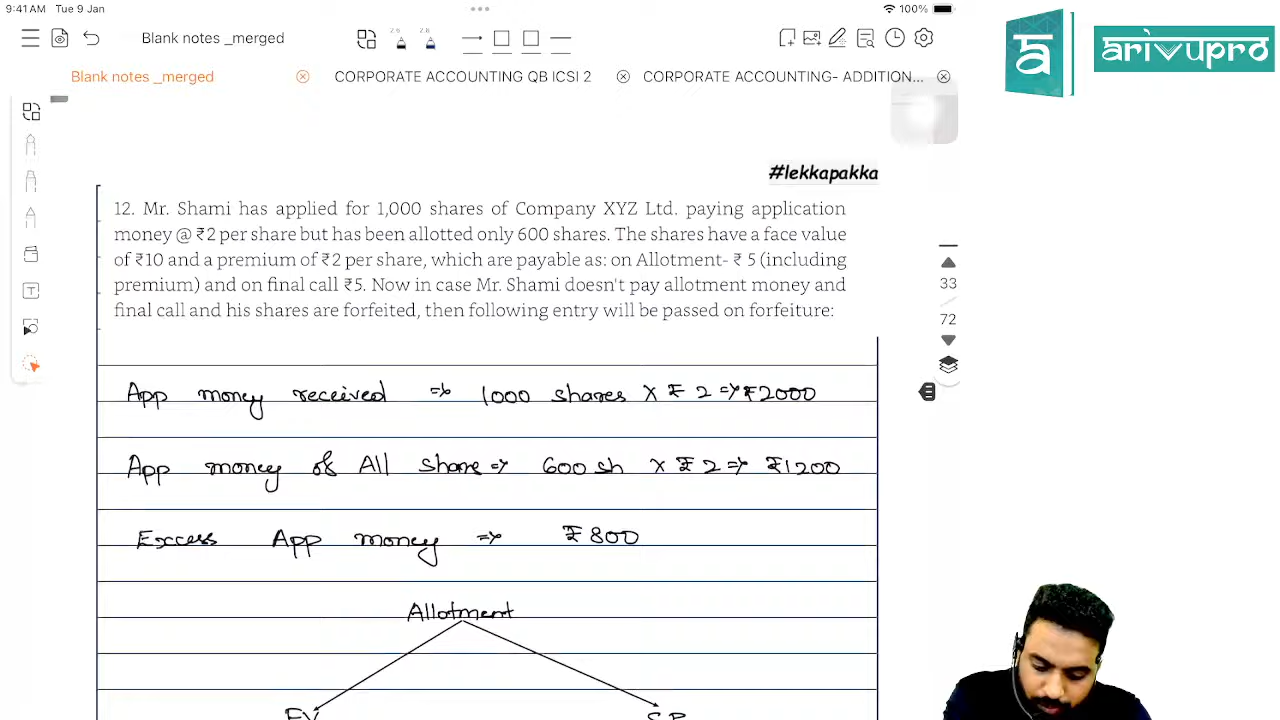 9:41 AM Tue 9 Jan
100%
Blank notes _merged
Blank notes _merged
CORPORATE ACCOUNTING QB ICSI 2
CORPORATE ACCOUNTING- ADDITION...
arivupro
#lekkapakka
12. Mr. Shami has applied for 1,000 shares of Company XYZ Ltd. paying application
money @ ₹2 per share but has been allotted only 600 shares. The shares have a face value
of ₹10 and a premium of ₹2 per share, which are payable as: on Allotment- ₹ 5 (including
premium) and on final call ₹5. Now in case Mr. Shami doesn't pay allotment money and
final call and his shares are forfeited, then following entry will be passed on forfeiture:
33
72
App money received => 1000 shares x ₹ 2 => ₹2000
App money of All share => 600 sh x ₹ 2 => ₹1200
Excess App money => ₹800
Allotment
FV SP